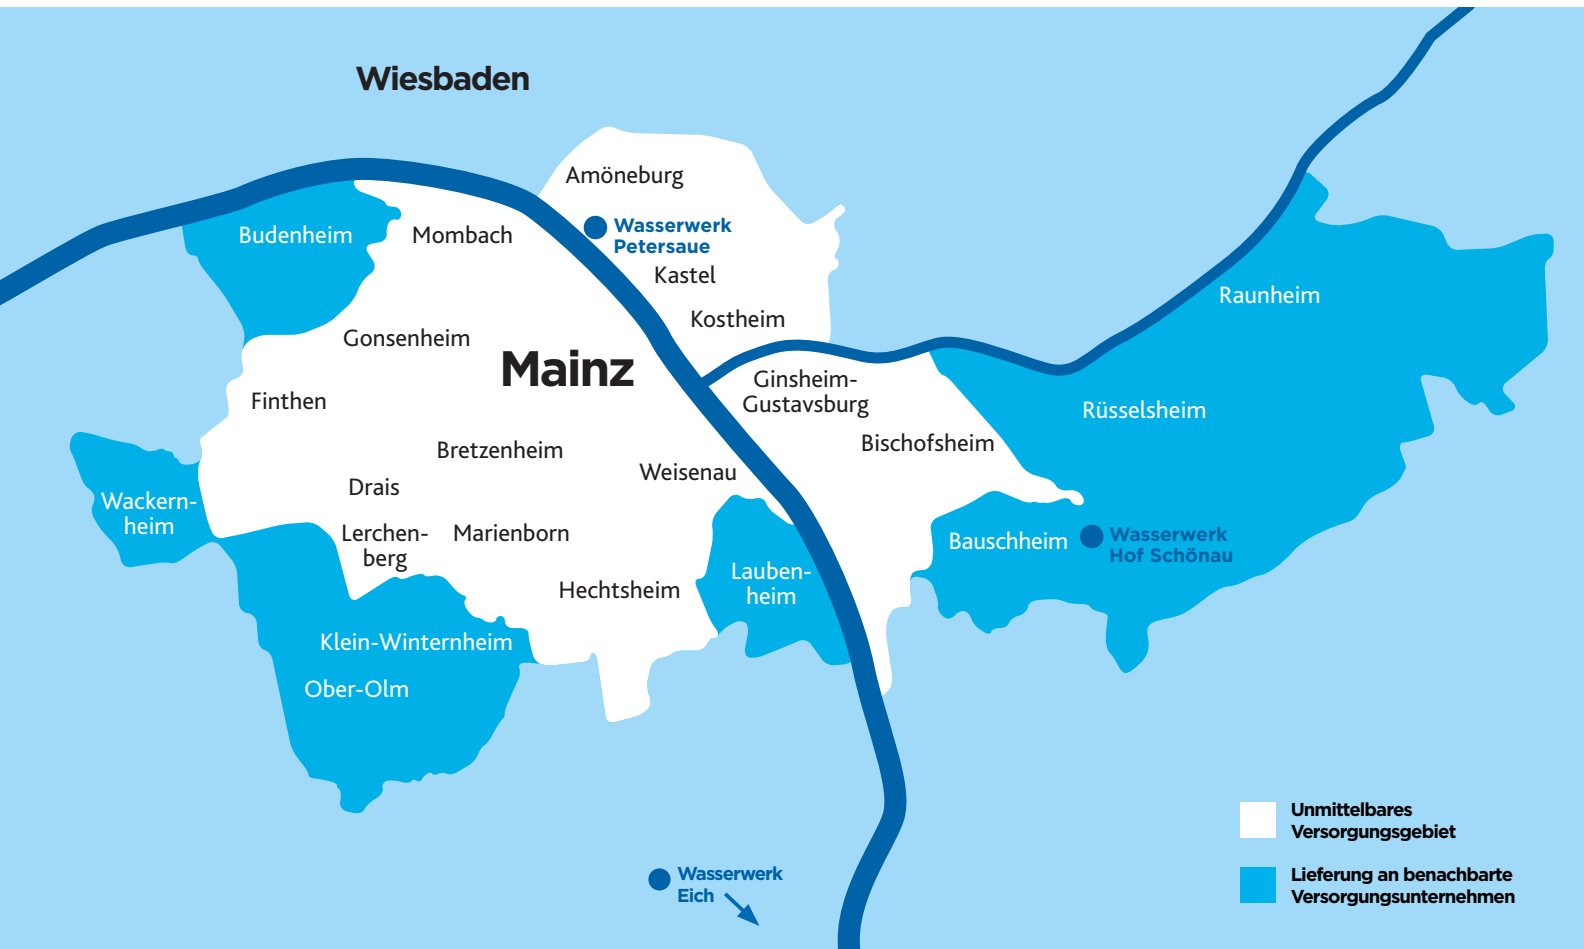 Wiesbaden
Amöneburg
Wasserwerk
Petersaue
Budenheim
Mombach
Kastel
Raunheim
Kostheim
Gonsenheim
Mainz
Ginsheim-
Gustavsburg
Finthen
Rüsselsheim
Bischofsheim
Bretzenheim
Weisenau
Drais
Wackern-
heim
Lerchen-
berg
Marienborn
Bauschheim
Wasserwerk
Hof Schönau
Lauben-
heim
Hechtsheim
Klein-Winternheim
Ober-Olm
Unmittelbares
Versorgungsgebiet
Lieferung an benachbarte
Versorgungsunternehmen
Wasserwerk
Eich